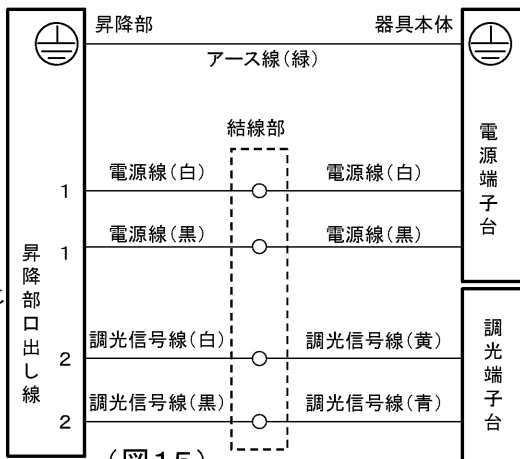 昇降部 器具本体
アース線(緑)
結線部
電源線(白) 電源線(白)
1
電源線(黒) 電源線(黒)
1
調光信号線(白) 調光信号線(黄)
2
調光信号線(黒) 調光信号線(青)
2
昇降部口出し線
電源端子台
調光端子台
(図15)